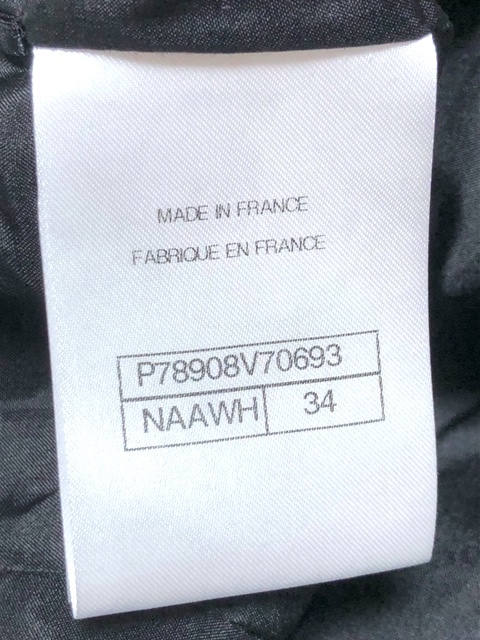 MADE IN FRANCE
FABRIQUE EN FRANCE
P78908V70693
NAAWH 34